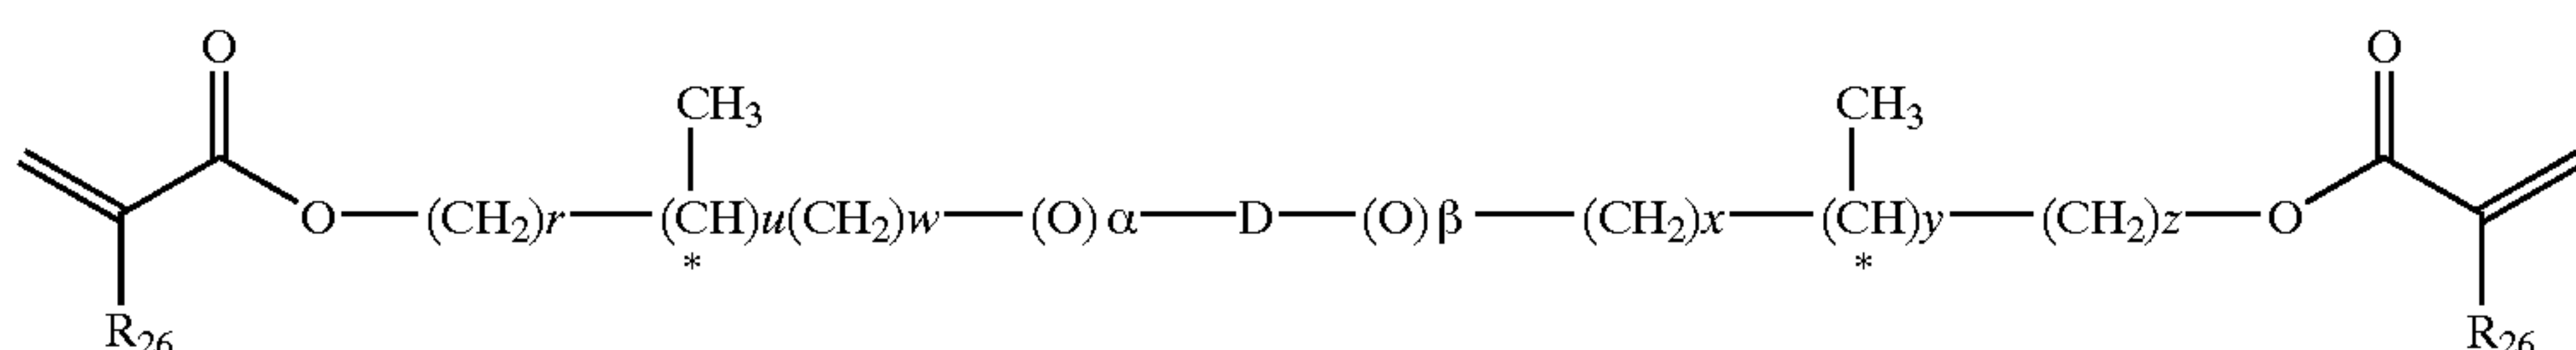 O O
CH3 CH3
O (CH2)r (CH)u(CH2)w (O) α D (O) β (CH2)x (CH)y (CH2)z O
* *
R26 R26